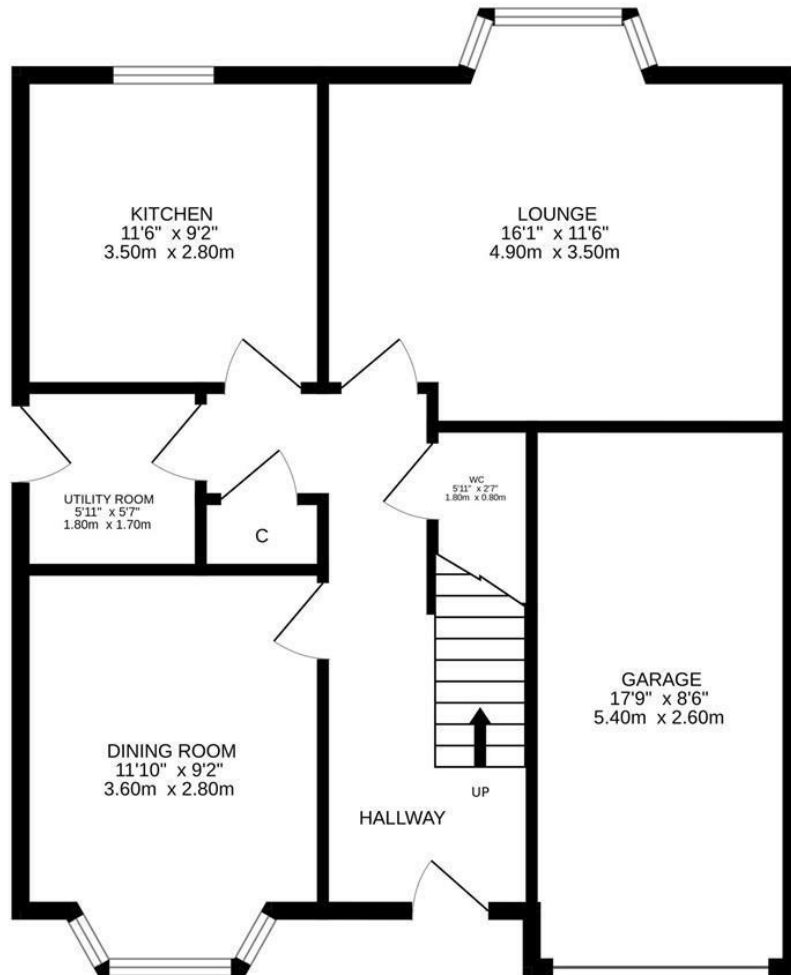 KITCHEN
11'6" x 9'2"
3.50m x 2.80m
LOUNGE
16'1" x 11'6"
4.90m x 3.50m
UTILITY ROOM
5'11" x 5'7"
1.80m x 1.70m
C
WC
5'11" x 2'7"
1.80m x 0.80m
DINING ROOM
11'10" x 9'2"
3.60m x 2.80m
HALLWAY
UP
GARAGE
17'9" x 8'6"
5.40m x 2.60m